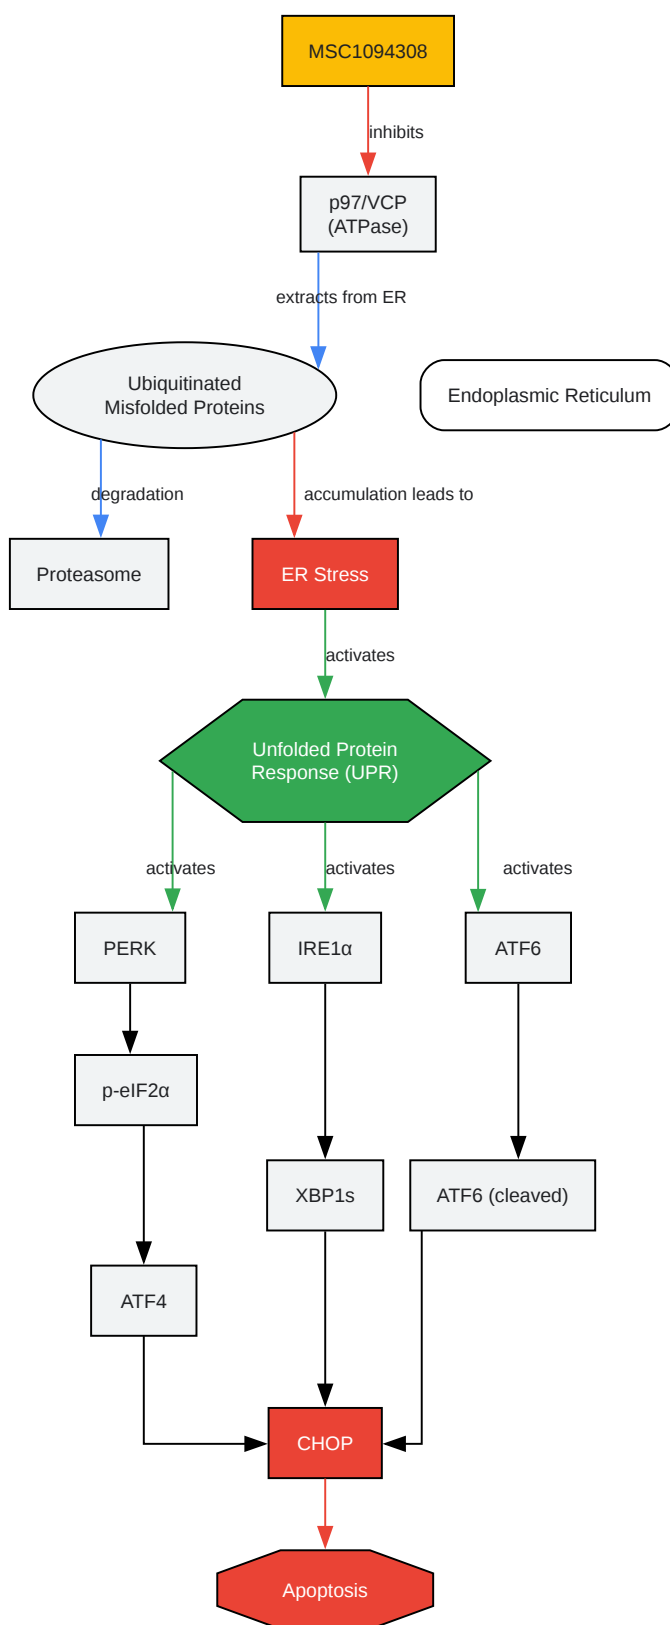 MSC1094308
inhibits
p97/VCP
(ATPase)
extracts from ER
Ubiquitinated
Misfolded Proteins
Endoplasmic Reticulum
degradation
accumulation leads to
Proteasome
ER Stress
activates
Unfolded Protein
Response (UPR)
activates
activates
activates
PERK
IRE1α
ATF6
p-eIF2α
XBP1s
ATF6 (cleaved)
ATF4
CHOP
Apoptosis